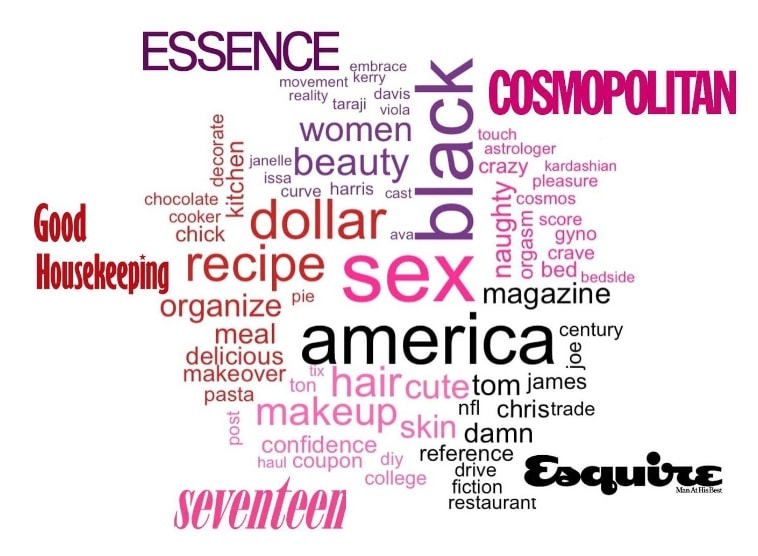 ESSENCE
COSMOPOLITAN
embrace
movement kerry
reality davis
taraji viola
women
black
touch
astrologer
decorate
kitchen
janelle beauty
crazy kardashian
issa
pleasure
curve harris cast
naughty
cosmos
chocolate
cooker
chick
dollar
ava
orgasm
score
gyno
crave
Good
Housekeeping
recipe
sex
bed bedside
organize pie
magazine
meal
america
century
joe
delicious
makeover
tix
ton
hair cute tom james
pasta
post
makeup
nfl christrade
skin damn
confidence
reference
haul coupon diy
drive
college
fiction
restaurant
Esquire
Man At His Best
seventeen